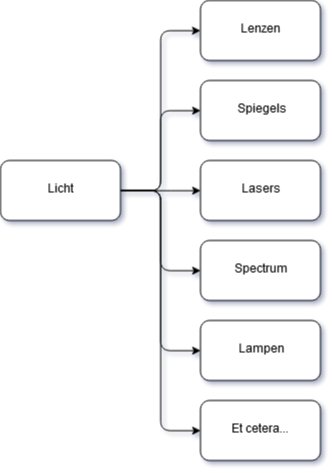 Lenzen
Spiegels
Licht
Lasers
Spectrum
Lampen
Et cetera...